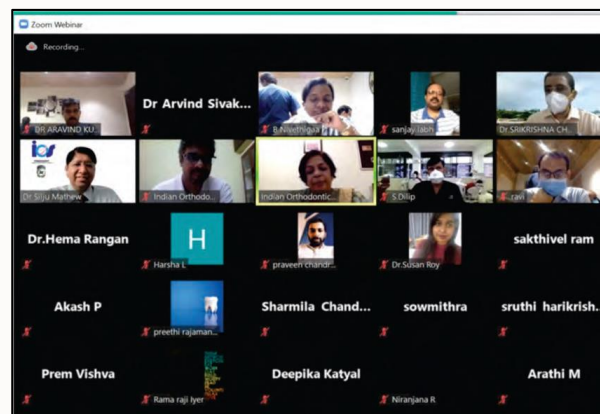 Zoom Webinar
Recording...
DR ARAVIND KU...
Dr Arvind Sivak...
B Nivethigaa
sanjay labh
Dr SRIKRISHNA CH...
ios
Dr Silju Mathew
Indian Orthodo...
Indian Orthodontic...
S.Dilip
ravi
Dr.Hema Rangan
H
Harsha L
praveen chandr...
Dr.Susan Roy
sakthivel ram
Akash P
preethi rajaman...
Sharmila Chand...
sowmithra
sruthi harikrish...
Prem Vishva
Rama raji Iyer
Deepika Katyal
Niranjana R
Arathi M